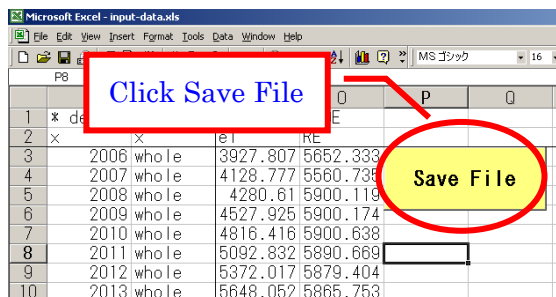 Microsoft Excel - input-data.xls
File Edit View Insert Format Tools Data Window Help
MS ゴシック 16
P8
Click Save File
O P Q
1 * de E
2 x x el RE
3 2006 whole 3927.807 5652.333
4 2007 whole 4128.777 5560.735
5 2008 whole 4280.61 5900.119
6 2009 whole 4527.925 5900.174
7 2010 whole 4816.416 5900.638
8 2011 whole 5092.832 5890.669
9 2012 whole 5372.017 5879.404
10 2013 whole 5648.052 5865.753
Save File